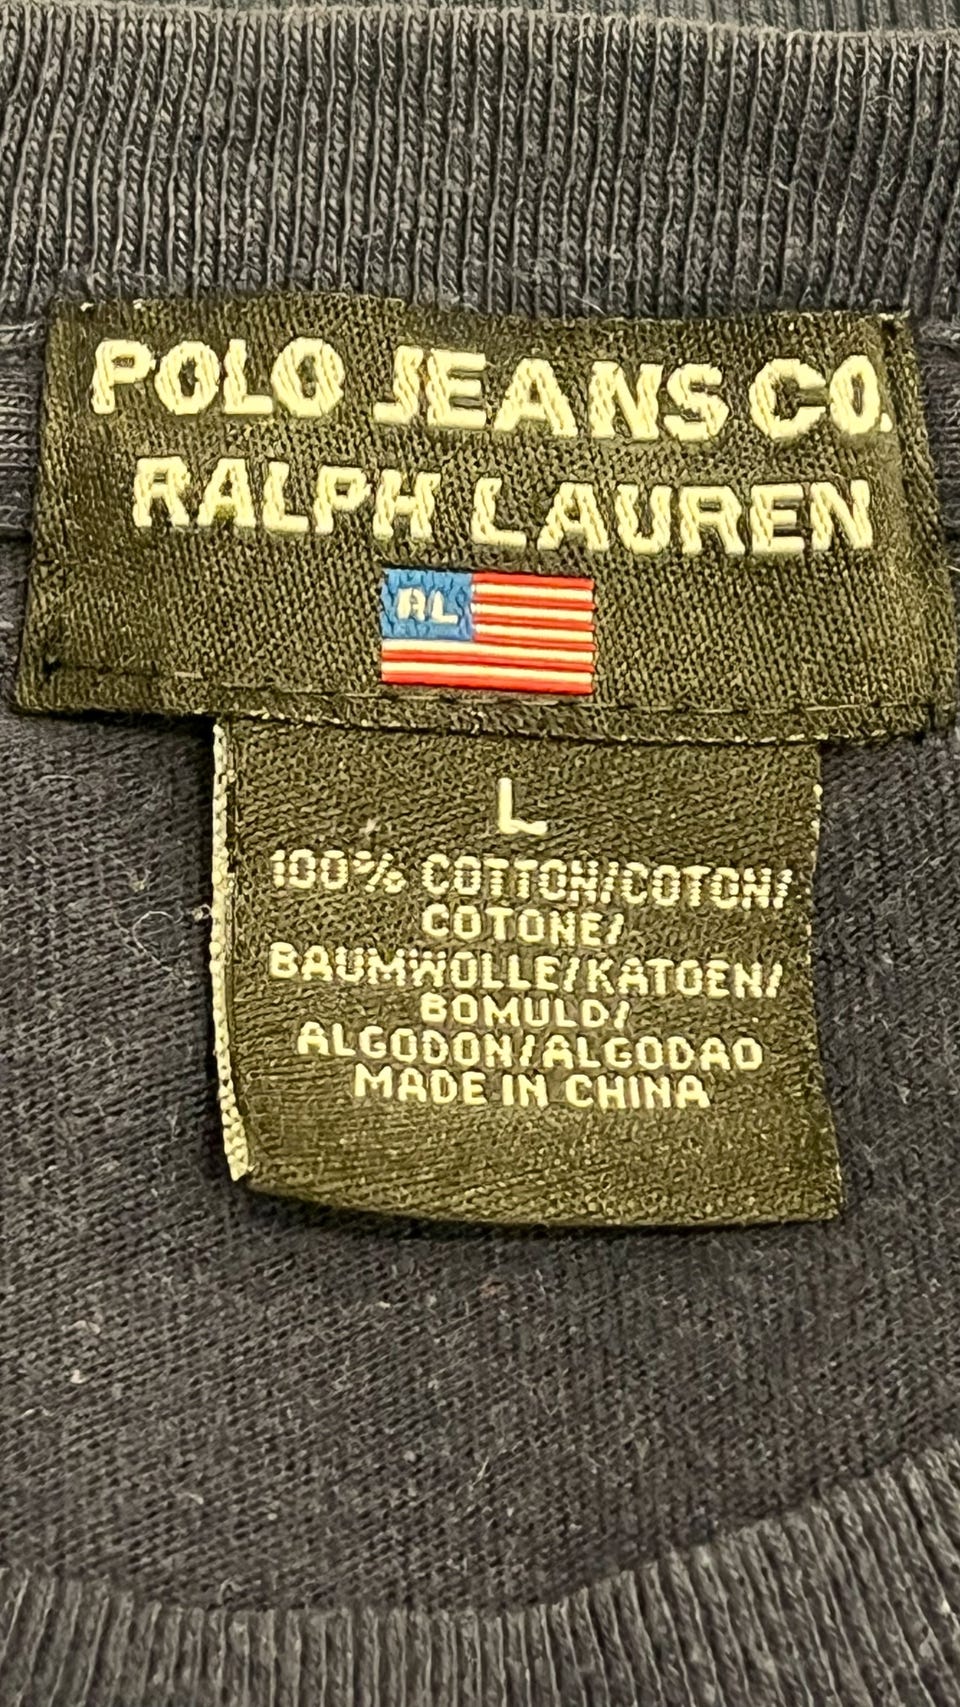 POLO JEANS CO.
RALPH LAUREN
RL
L
100% COTTON/COTON/
COTONE/
BAUMWOLLE/KATOEN/
BOMULD/
ALGODON/ALGODAO
MADE IN CHINA